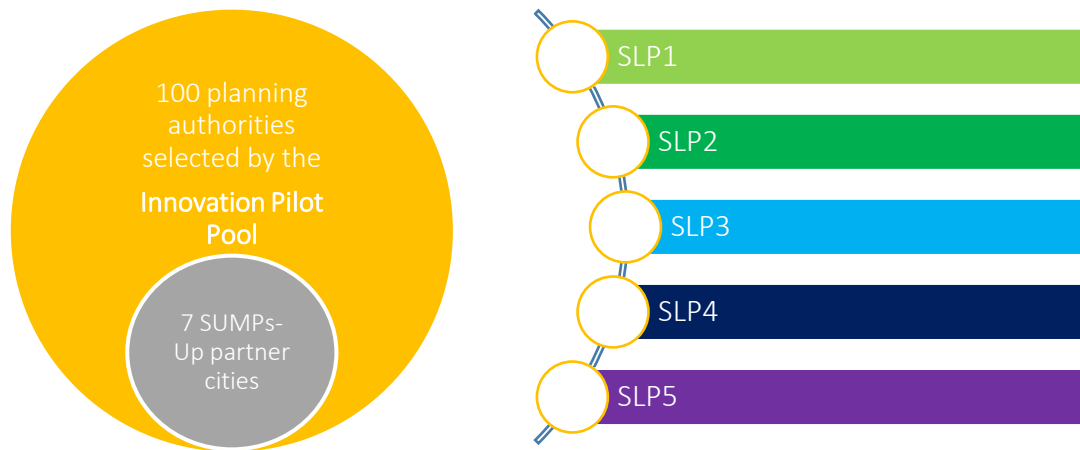 100 planning
authorities
selected by the
Innovation Pilot
Pool
7 SUMPs-
Up partner
cities
SLP1
SLP2
SLP3
SLP4
SLP5